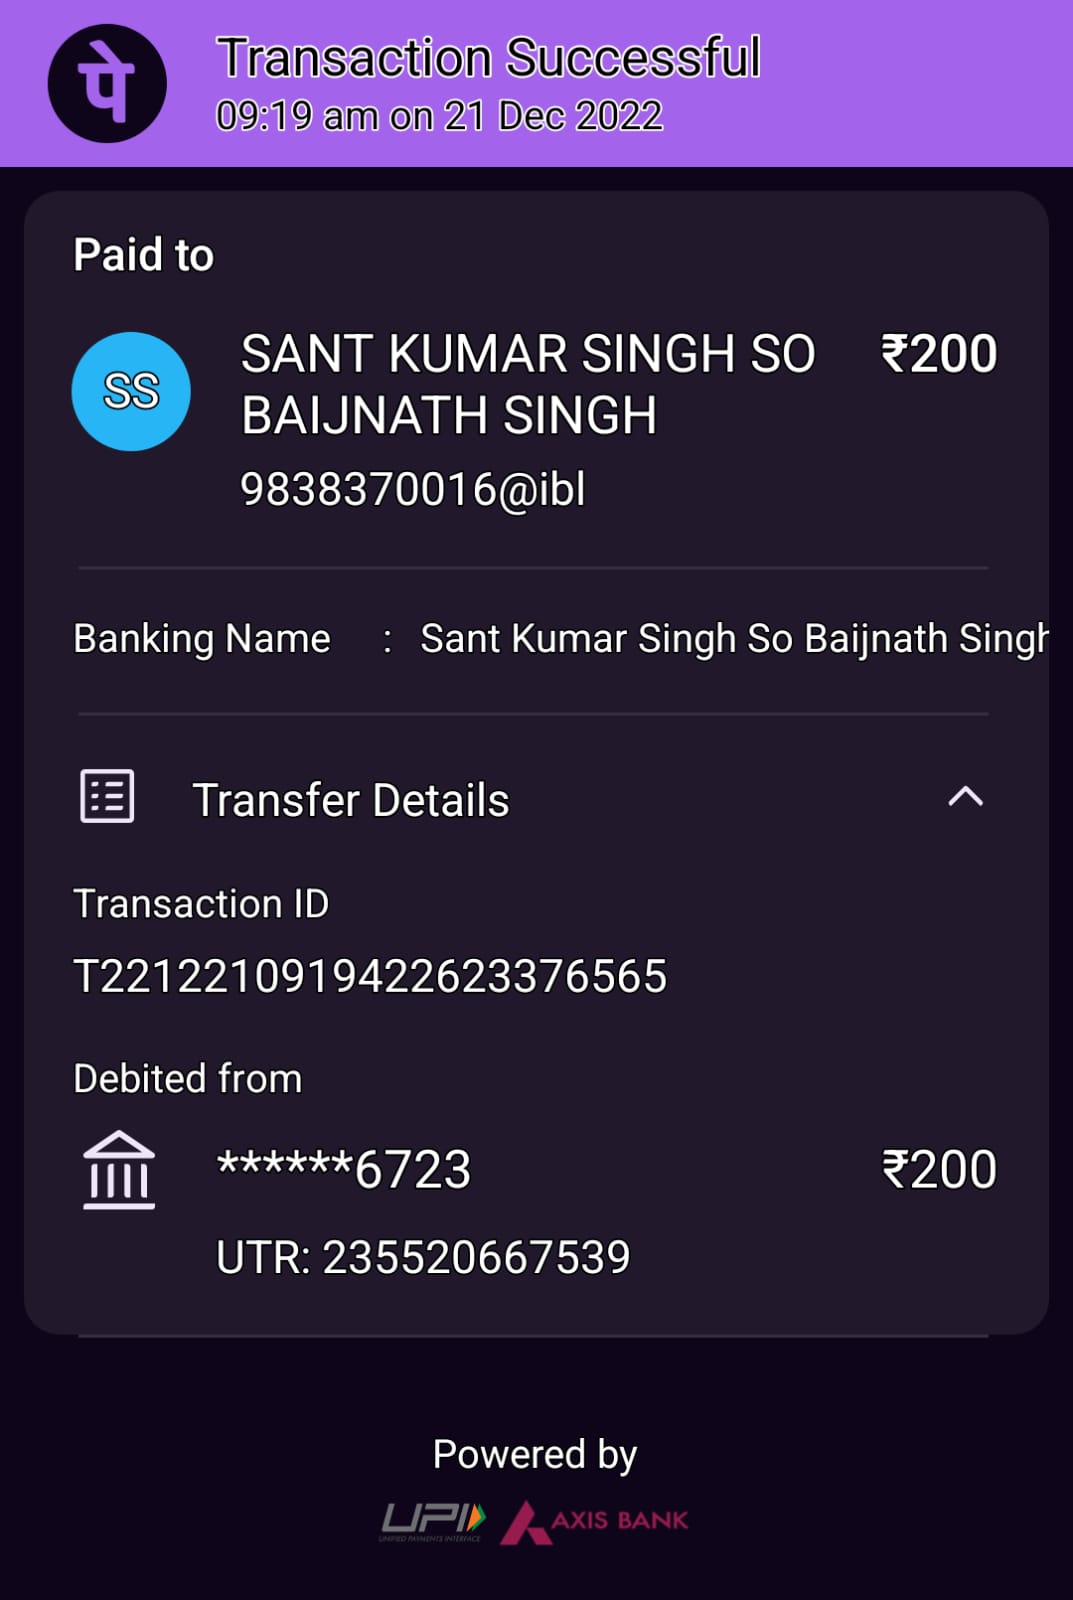 पे
Transaction Successful
09:19 am on 21 Dec 2022
Paid to
SS
SANT KUMAR SINGH SO
BAIJNATH SINGH
₹200
9838370016@ibl
Banking Name : Sant Kumar Singh So Baijnath Singh
Transfer Details
Transaction ID
T2212210919422623376565
Debited from
******6723
₹200
UTR: 235520667539
Powered by
UPI
UNIFIED PAYMENTS INTERFACE
AXIS BANK